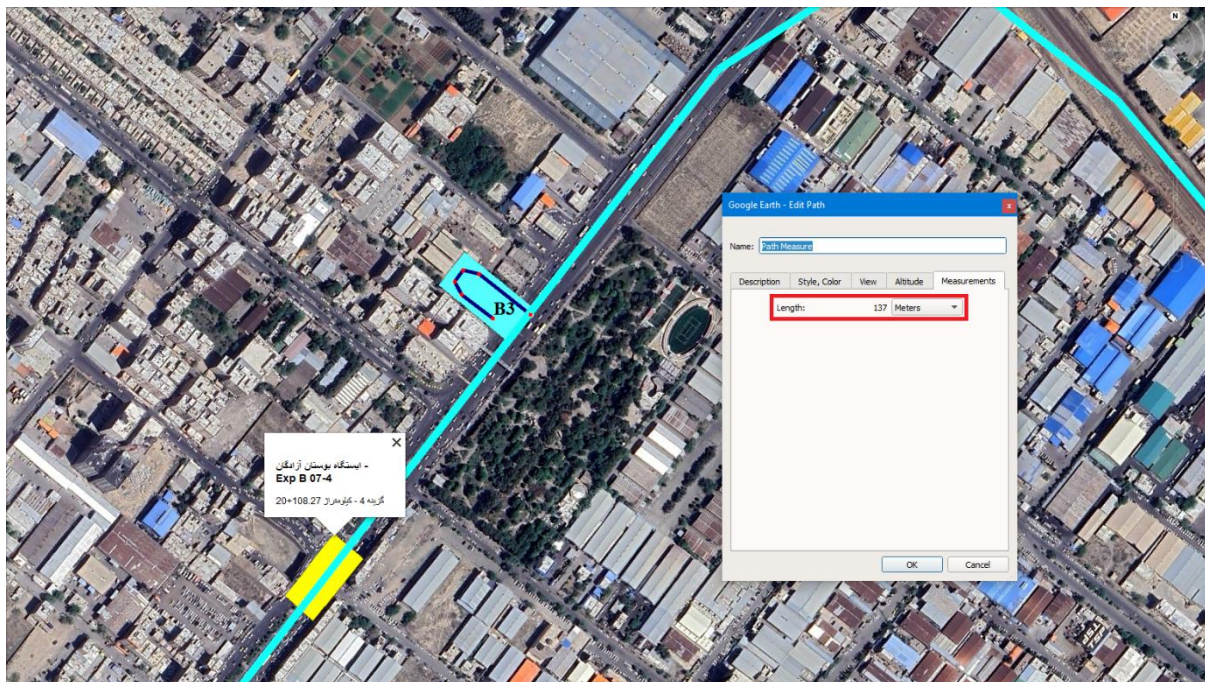 N
Google Earth - Edit Path
x
Name: Path Measure
Description Style, Color View Altitude Measurements
Length: 137 Meters
B3
ایستگاه بوستان آزادگان -
Exp B 07-4
گزینه 4 - کیلومتراژ 108.27+20
OK Cancel